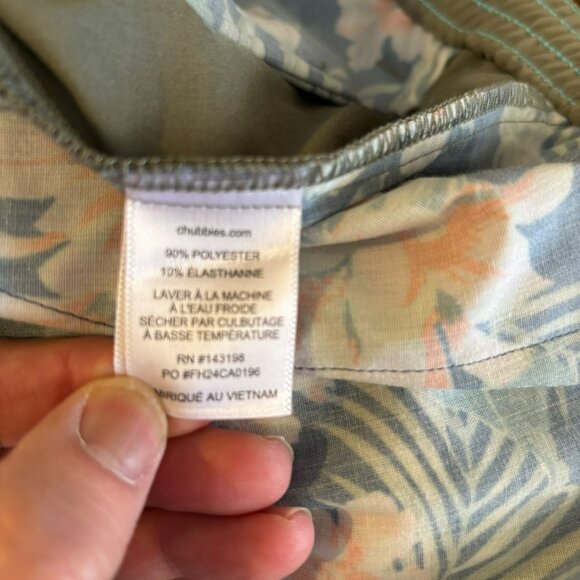 chubbies.com
90% POLYESTER
10% ÉLASTHANNE
LAVER À LA MACHINE
À L'EAU FROIDE
SÉCHER PAR CULBUTAGE
À BASSE TEMPÉRATURE
RN #143198
PO #FH24CA0196
FABRIQUÉ AU VIETNAM